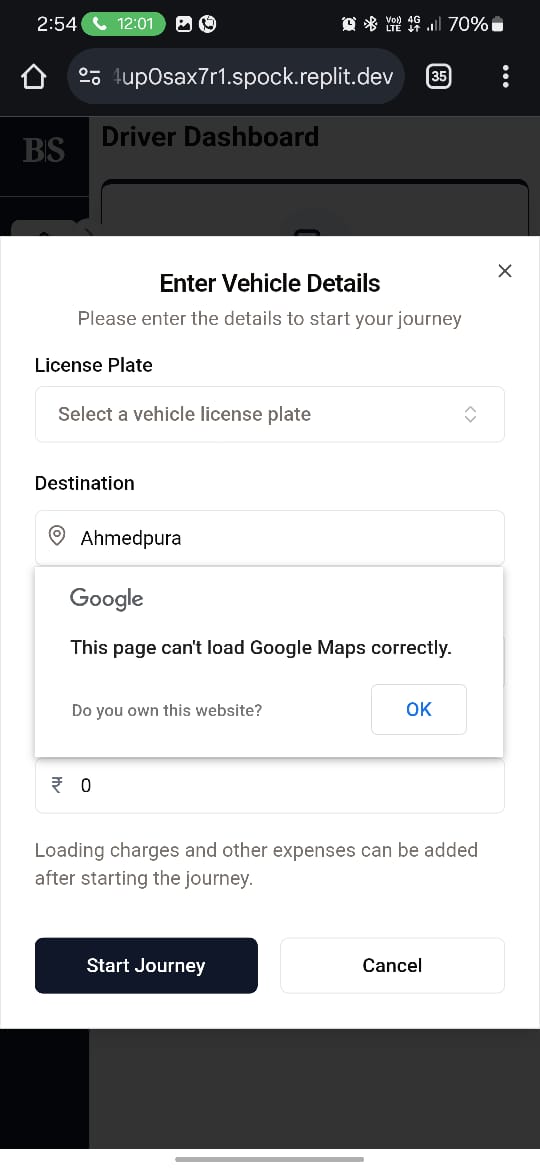 2:54 12:01 Vo)) LTE 4G 70%
4up0sax7r1.spock.replit.dev 35
BS Driver Dashboard
Enter Vehicle Details
Please enter the details to start your journey
License Plate
Select a vehicle license plate
Destination
Ahmedpura
Google
This page can't load Google Maps correctly.
Do you own this website? OK
₹ 0
Loading charges and other expenses can be added
after starting the journey.
Start Journey Cancel